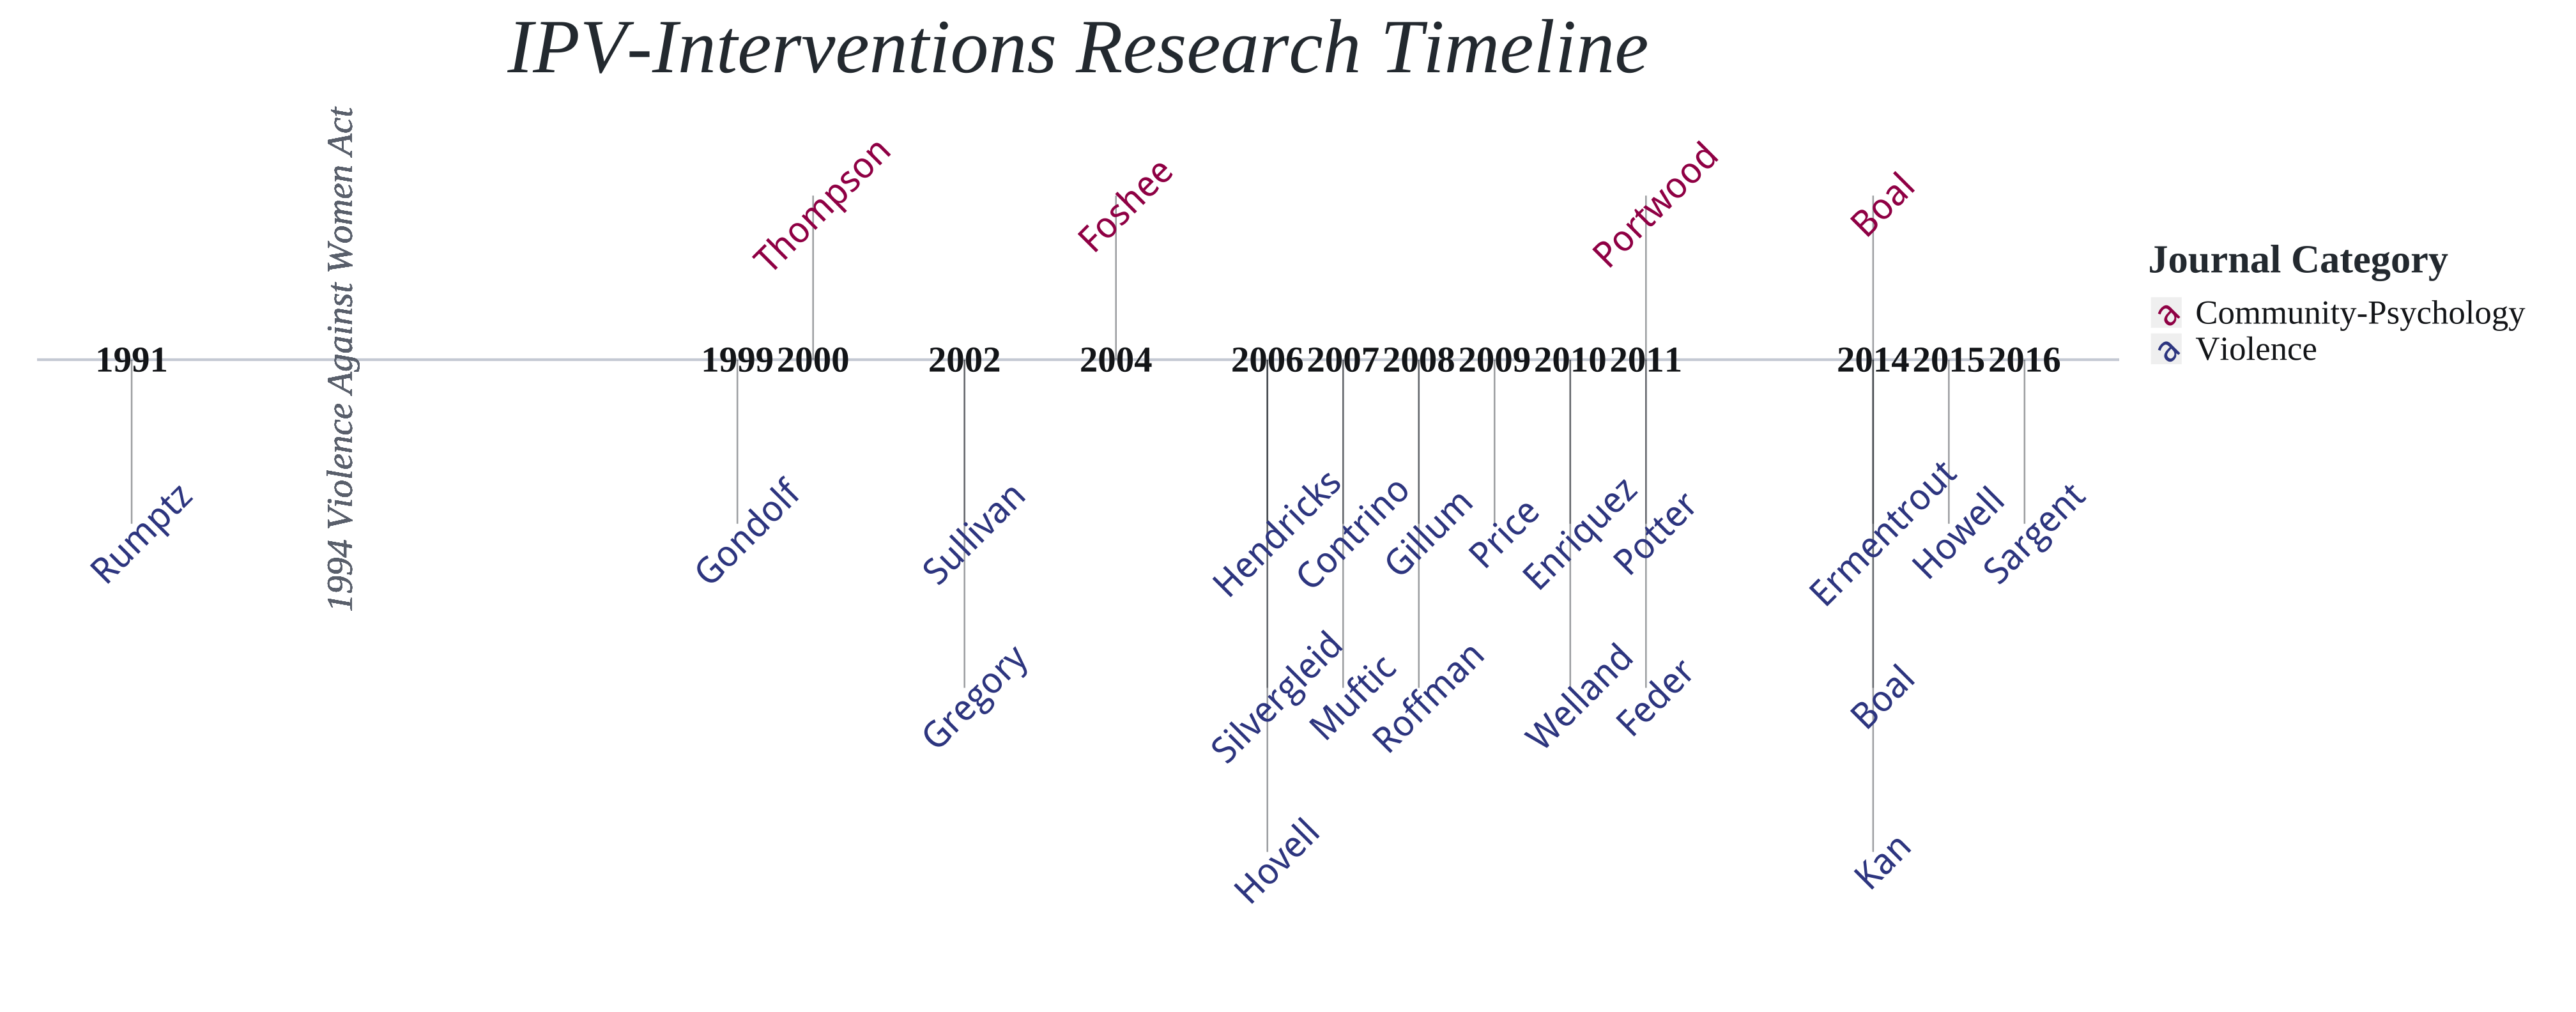 IPV-Interventions Research Timeline
1994 Violence Against Women Act
Thompson
Foshee
Portwood
Boal
Journal Category
a Community-Psychology
a Violence
1991 1999 2000 2002 2004 2006 2007 2008 2009 2010 2011 2014 2015 2016
Rumptz
Gondolf
Sullivan
Hendricks
Contrino
Gillum
Price
Enriquez
Potter
Ermentrout
Howell
Sargent
Gregory
Silvergleid
Muftic
Roffman
Welland
Feder
Boal
Hovell
Kan